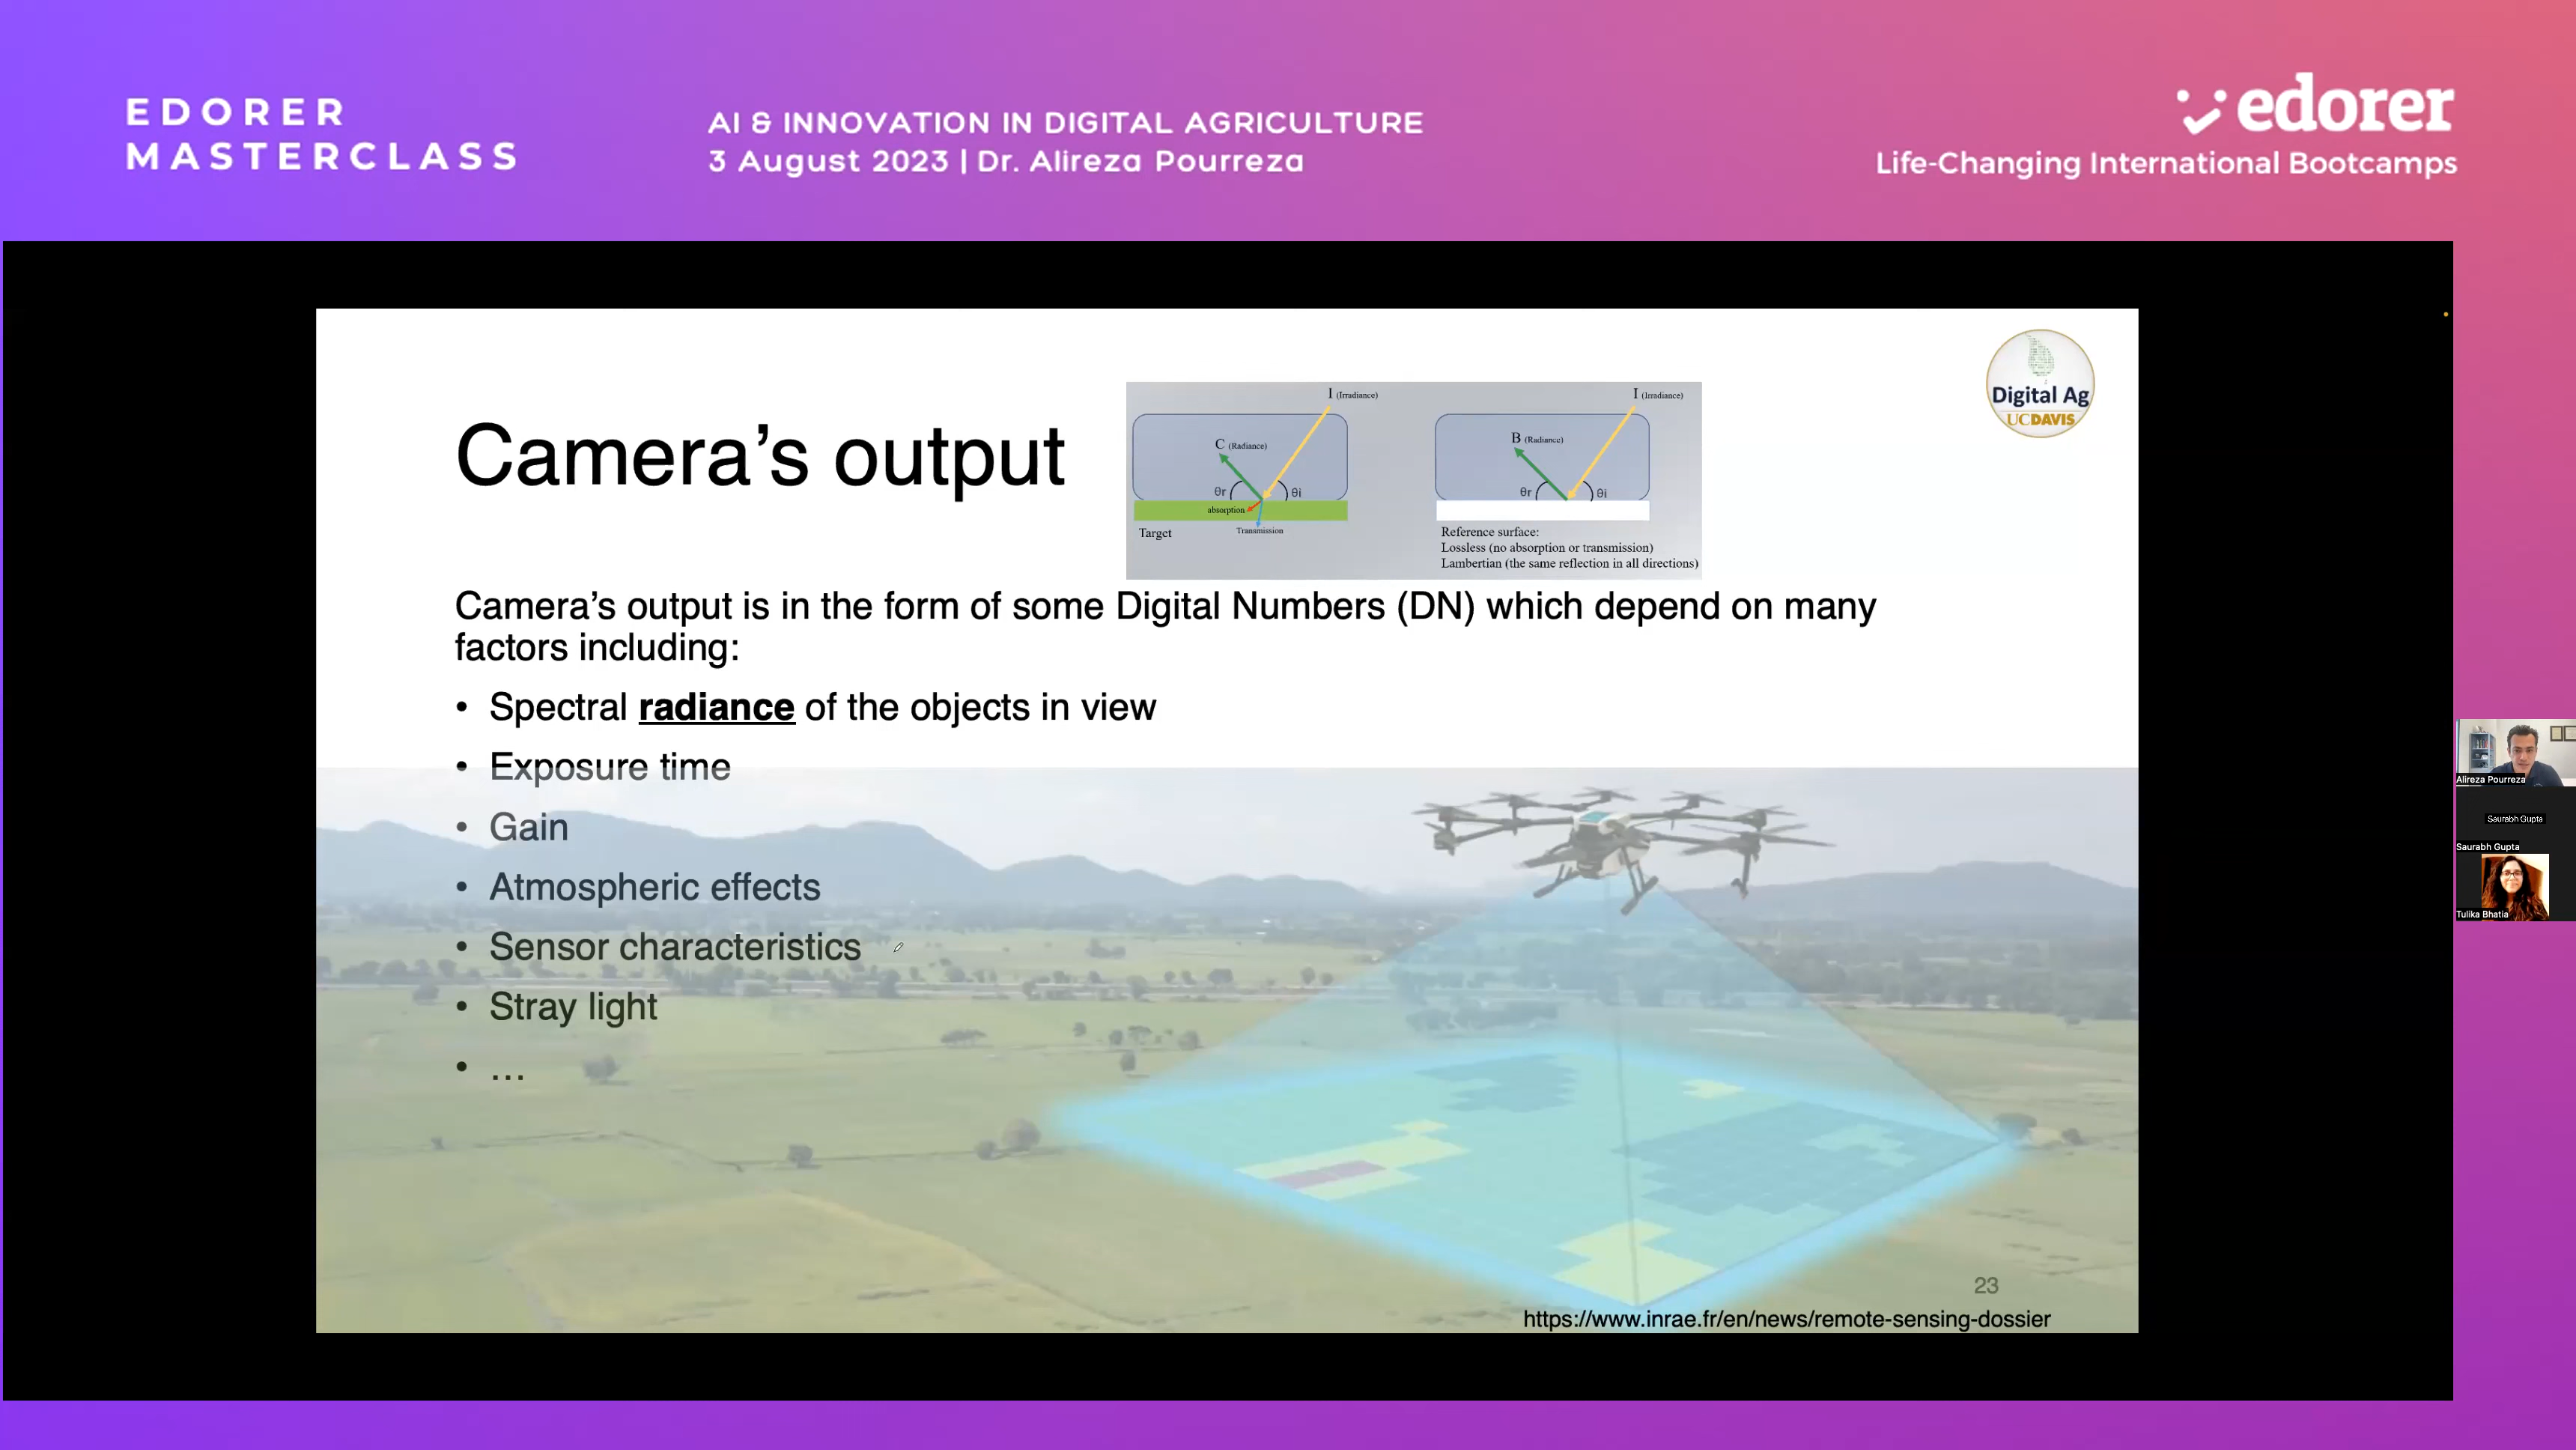 EDORER
MASTERCLASS
AI & INNOVATION IN DIGITAL AGRICULTURE
3 August 2023 | Dr. Alireza Pourreza
edorer
Life-Changing International Bootcamps
Digital Ag
UCDAVIS
Camera's output
I (Irradiance)
C (Radiance)
θr
θi
absorption
Transmission
Target
I (Irradiance)
B (Radiance)
θr
θi
Reference surface:
Lossless (no absorption or transmission)
Lambertian (the same reflection in all directions)
Camera's output is in the form of some Digital Numbers (DN) which depend on many
factors including:
• Spectral radiance of the objects in view
• Exposure time
• Gain
• Atmospheric effects
• Sensor characteristics
• Stray light
• …
23
https://www.inrae.fr/en/news/remote-sensing-dossier
Alireza Pourreza
Saurabh Gupta
Saurabh Gupta
Tulika Bhatia